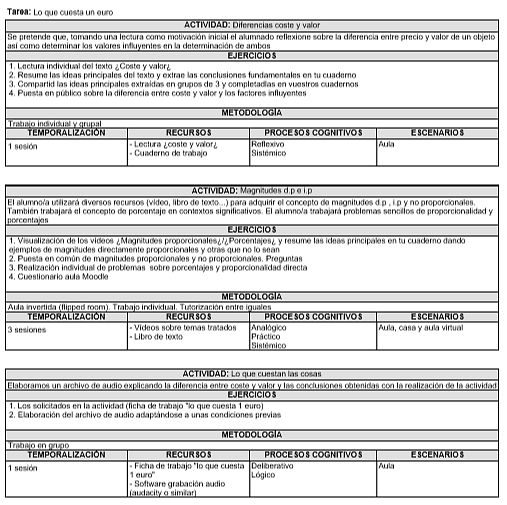 Tarea: Lo que cuesta un euro
ACTIVIDAD: Diferencias coste y valor
Se pretende que, tomando una lectura como motivación inicial el alumnado reflexione sobre la diferencia entre precio y valor de un objeto
así como determinar los valores influyentes en la determinación de ambos
EJERCICIOS
1. Lectura individual del texto ¿Coste y valor¿
2. Resume las ideas principales del texto y extrae las conclusiones fundamentales en tu cuaderno
3. Compartid las ideas principales extraídas en grupos de 3 y completadlas en vuestros cuadernos
4. Puesta en público sobre la diferencia entre coste y valor y los factores influyentes
METODOLOGÍA
Trabajo individual y grupal
TEMPORALIZACIÓN RECURSOS PROCESOS COGNITIVOS ESCENARIOS
1 sesión - Lectura ¿coste y valor¿ Reflexivo Aula
- Cuaderno de trabajo Sistémico
ACTIVIDAD: Magnitudes d.p e i.p
El alumno/a utilizará diversos recursos (vídeo, libro de texto...) para adquirir el concepto de magnitudes d.p , i.p y no proporcionales.
También trabajará el concepto de porcentaje en contextos significativos. El alumno/a trabajará problemas sencillos de proporcionalidad y
porcentajes
EJERCICIOS
1. Visualización de los vídeos ¿Magnitudes proporcionales¿/¿Porcentajes¿ y resume las ideas principales en tu cuaderno dando
ejemplos de magnitudes directamente proporcionales y otras que no lo sean
2. Puesta en común de magnitudes proporcionales y no proporcionales. Preguntas
3. Realización individual de problemas sobre porcentajes y proporcionalidad directa
4. Cuestionario aula Moodle
METODOLOGÍA
Aula invertida (flipped room). Trabajo individual. Tutorización entre iguales
TEMPORALIZACIÓN RECURSOS PROCESOS COGNITIVOS ESCENARIOS
3 sesiones - Vídeos sobre temas tratados Analógico Aula, casa y aula virtual
- Libro de texto Práctico
Sistémico
ACTIVIDAD: Lo que cuestan las cosas
Elaboramos un archivo de audio explicando la diferencia entre coste y valor y las conclusiones obtenidas con la realización de la actividad
EJERCICIOS
1. Los solicitados en la actividad (ficha de trabajo "lo que cuesta 1 euro)
2. Elaboración del archivo de audio adaptándose a unas condiciones previas
METODOLOGÍA
Trabajo en grupo
TEMPORALIZACIÓN RECURSOS PROCESOS COGNITIVOS ESCENARIOS
1 sesión - Ficha de trabajo "lo que cuesta Deliberativo Aula
1 euro" Lógico
- Software grabación audio
(audacity o similar)